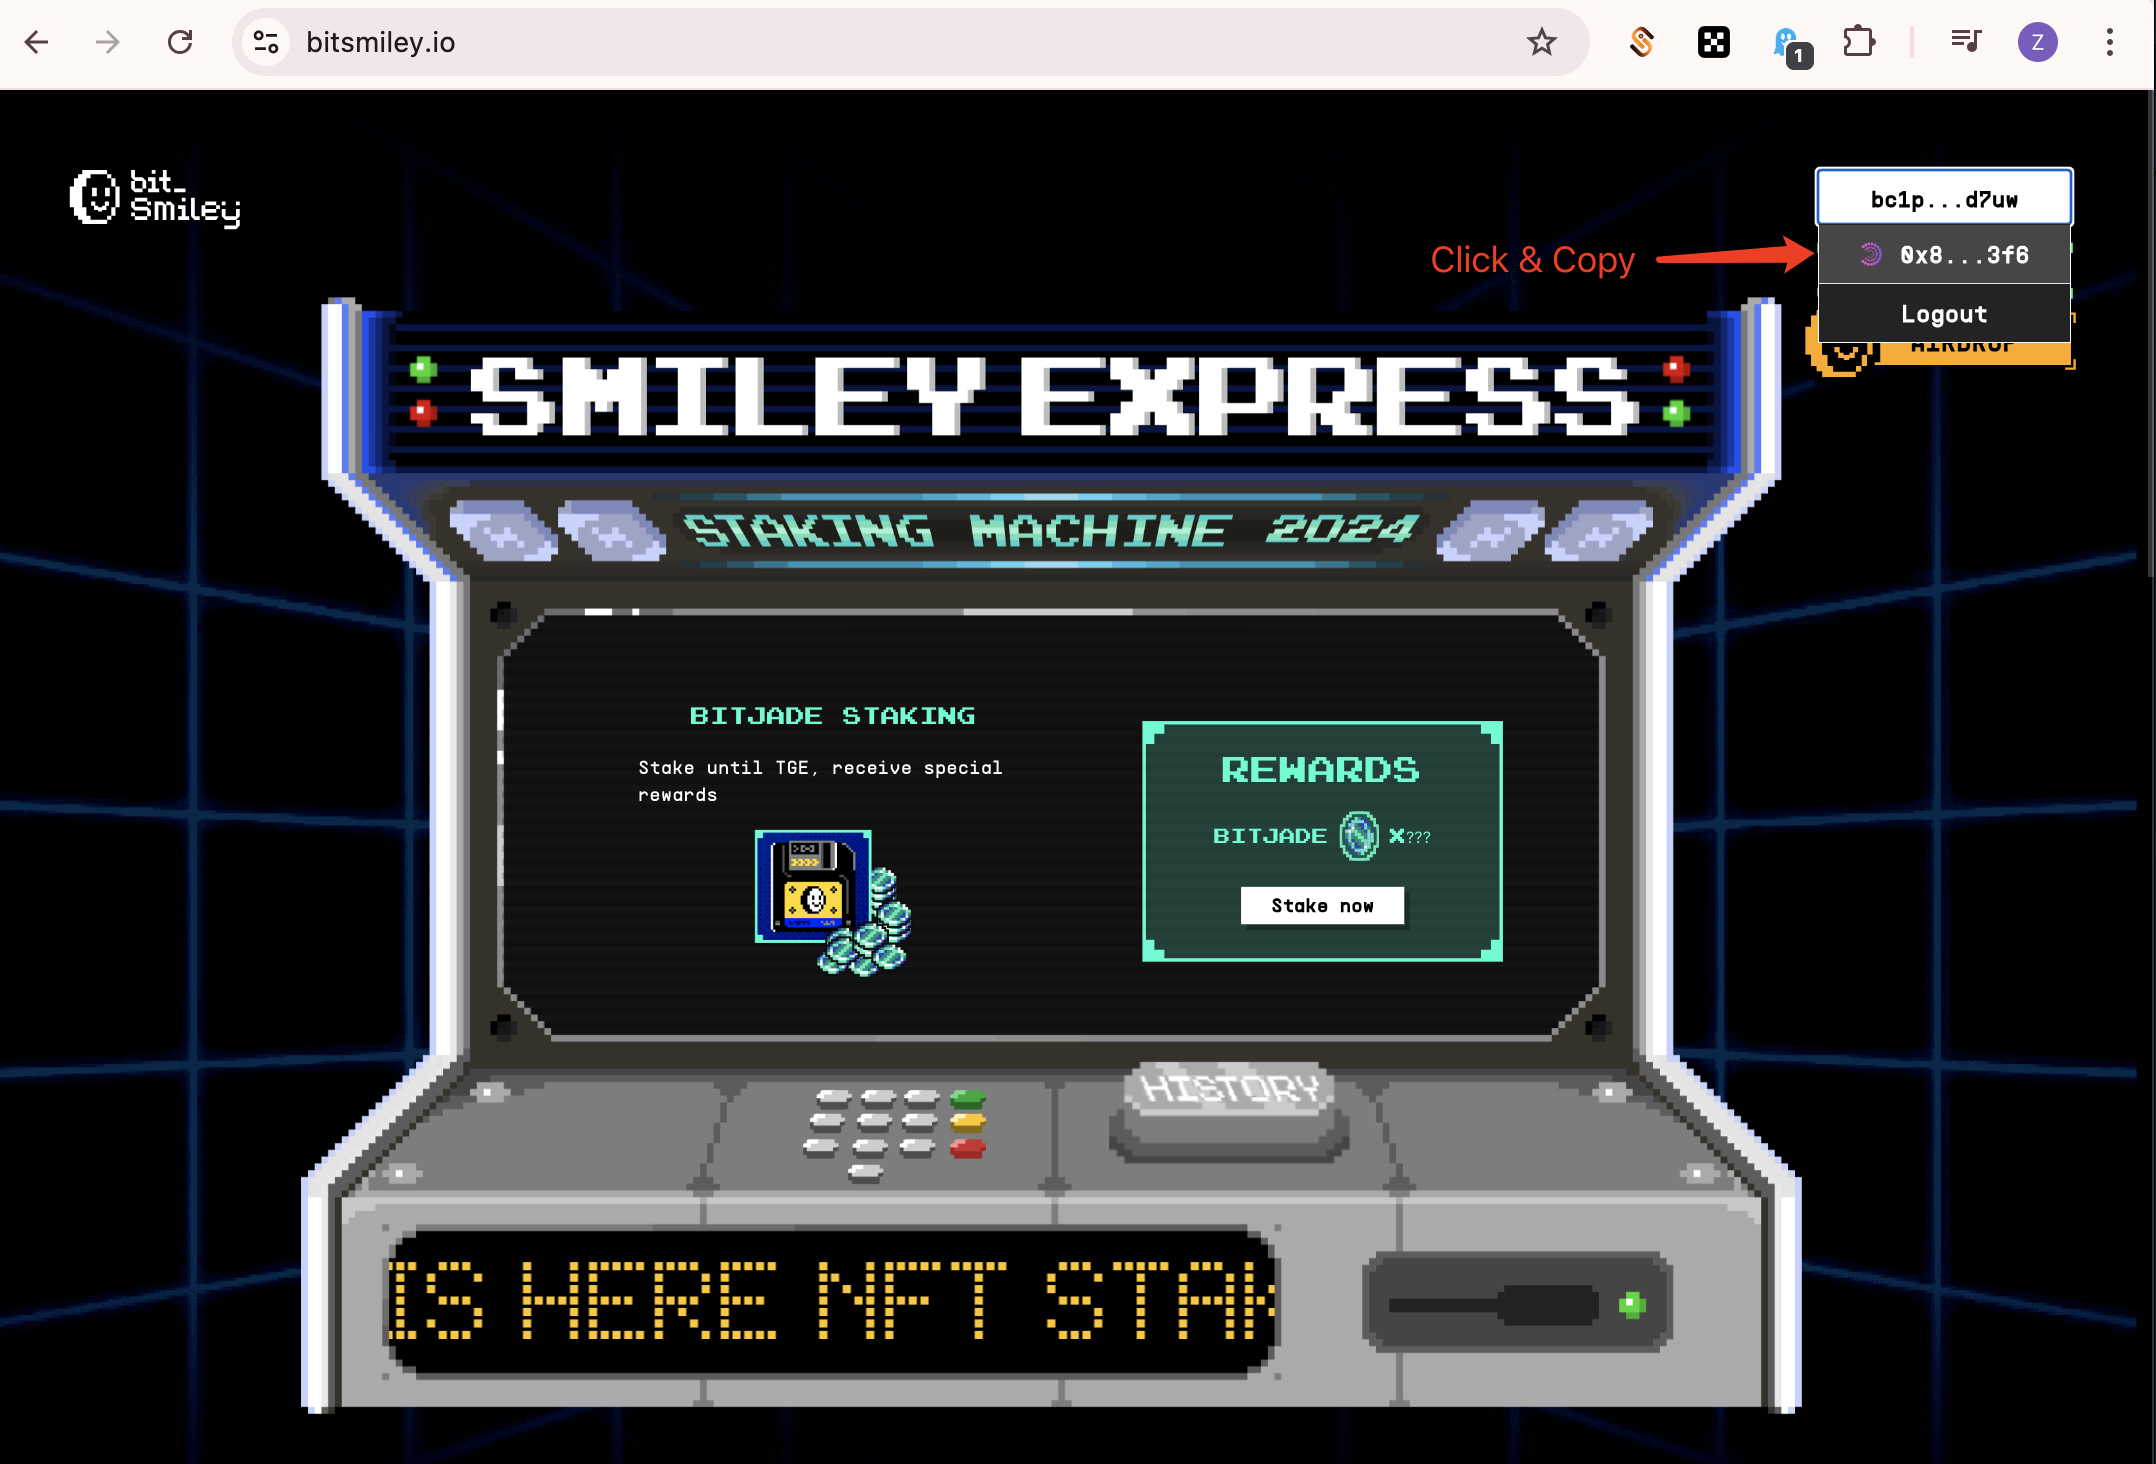 bitsmiley.io
1
Z
bit_
Smiley
bc1p...d7uw
Click & Copy
0x8...3f6
Logout
AIRDROP
SMILEY EXPRESS
STAKING MACHINE 2024
BITJADE STAKING
Stake until TGE, receive special
rewards
REWARDS
BITJADE X???
Stake now
HISTORY
IS HERE NFT STAK